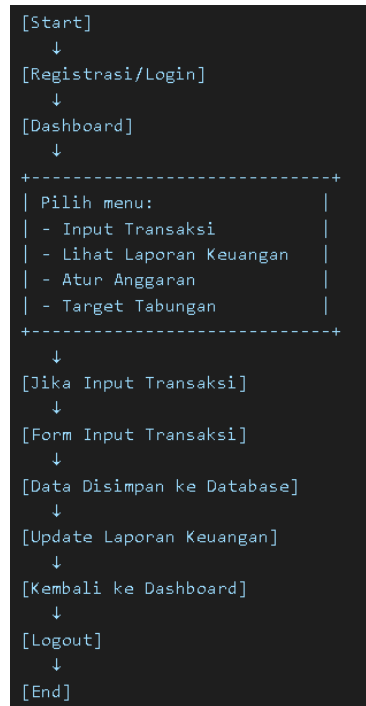 [Start]
↓
[Registrasi/Login]
↓
[Dashboard]
↓
+-----------------------------+
| Pilih menu:                 |
| - Input Transaksi           |
| - Lihat Laporan Keuangan    |
| - Atur Anggaran             |
| - Target Tabungan           |
+-----------------------------+
↓
[Jika Input Transaksi]
↓
[Form Input Transaksi]
↓
[Data Disimpan ke Database]
↓
[Update Laporan Keuangan]
↓
[Kembali ke Dashboard]
↓
[Logout]
↓
[End]